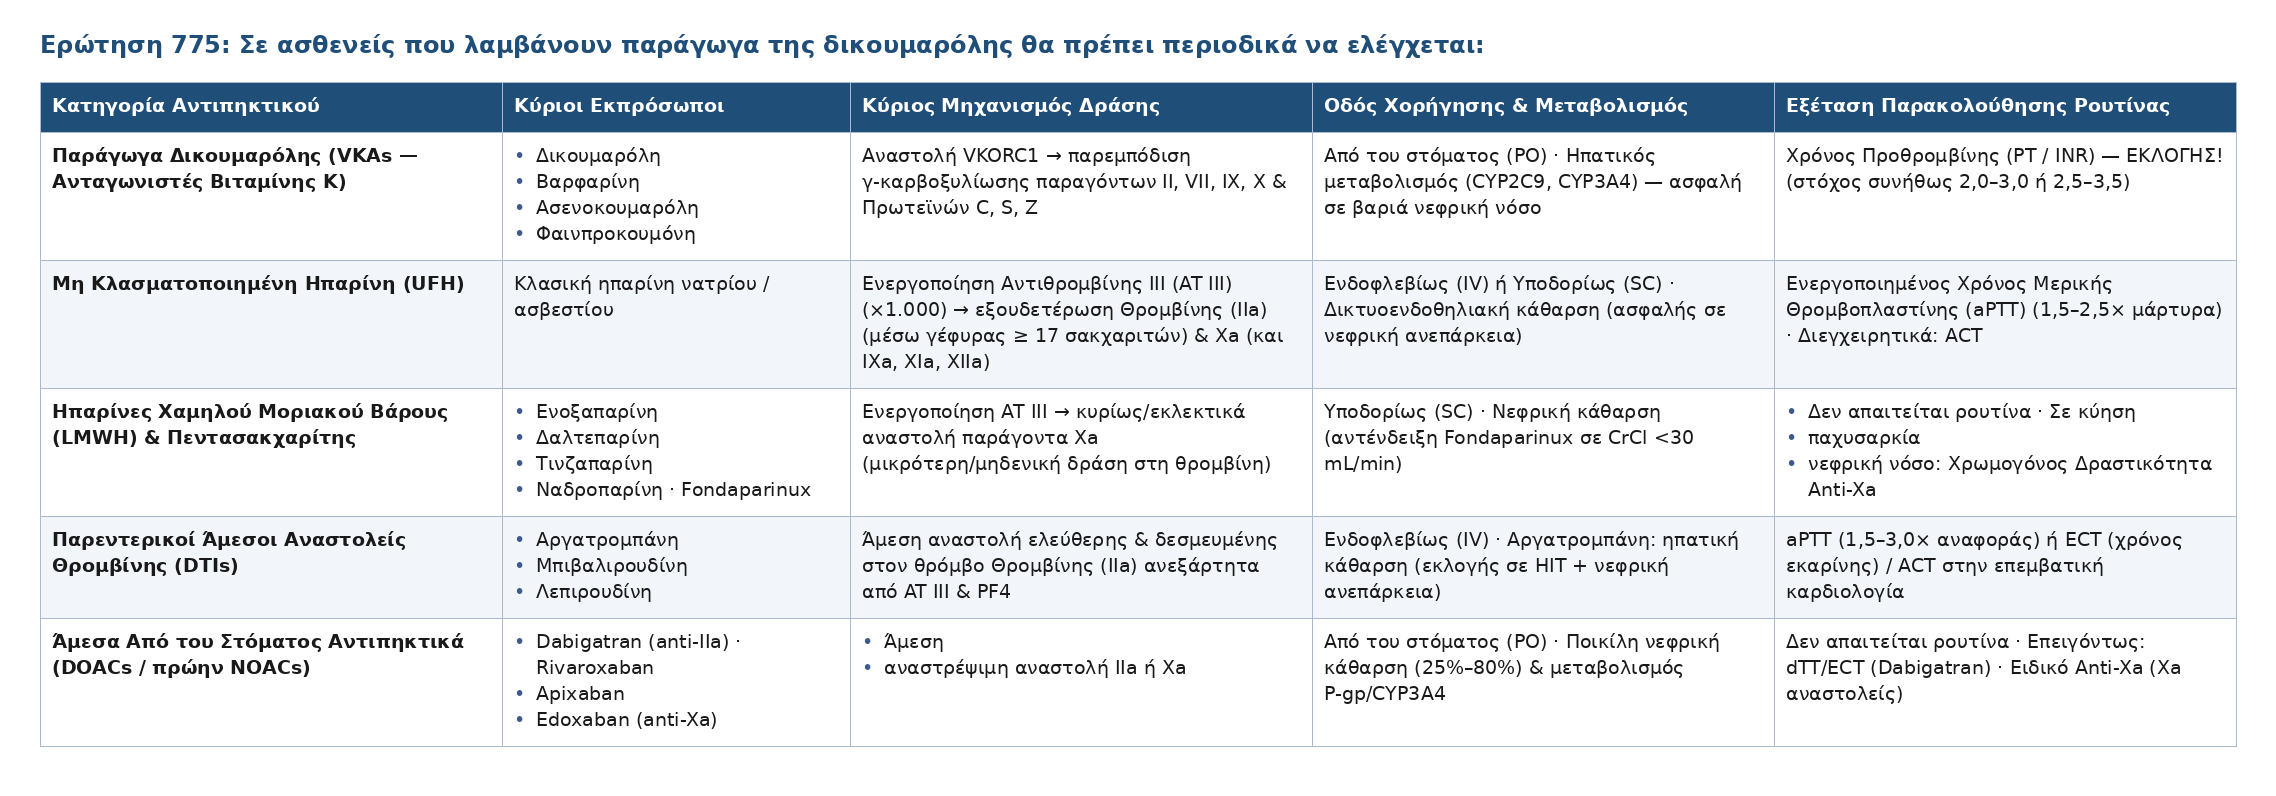 Ερώτηση 775: Σε ασθενείς που λαμβάνουν παράγωγα της δικουμαρόλης θα πρέπει περιοδικά να ελέγχεται:
Κατηγορία Αντιπηκτικού
Κύριοι Εκπρόσωποι
Κύριος Μηχανισμός Δράσης
Οδός Χορήγησης & Μεταβολισμός
Εξέταση Παρακολούθησης Ρουτίνας
Παράγωγα Δικουμαρόλης (VKAs —
Ανταγωνιστές Βιταμίνης Κ)
• Δικουμαρόλη
• Βαρφαρίνη
• Ασενοκουμαρόλη
• Φαινπροκουμόνη
Αναστολή VKORC1 → παρεμπόδιση
γ-καρβοξυλίωσης παραγόντων II, VII, IX, X &
Πρωτεϊνών C, S, Z
Από του στόματος (PO) · Ηπατικός
μεταβολισμός (CYP2C9, CYP3A4) — ασφαλή
σε βαριά νεφρική νόσο
Χρόνος Προθρομβίνης (PT / INR) — ΕΚΛΟΓΗΣ!
(στόχος συνήθως 2,0–3,0 ή 2,5–3,5)
Μη Κλασματοποιημένη Ηπαρίνη (UFH)
Κλασική ηπαρίνη νατρίου /
ασβεστίου
Ενεργοποίηση Αντιθρομβίνης III (AT III)
(×1.000) → εξουδετέρωση Θρομβίνης (IIa)
(μέσω γέφυρας ≥ 17 σακχαριτών) & Xa (και
IXa, XIa, XIIa)
Ενδοφλεβίως (IV) ή Υποδορίως (SC) ·
Δικτυοενδοθηλιακή κάθαρση (ασφαλής σε
νεφρική ανεπάρκεια)
Ενεργοποιημένος Χρόνος Μερικής
Θρομβοπλαστίνης (aPTT) (1,5–2,5× μάρτυρα)
· Διεγχειρητικά: ACT
Ηπαρίνες Χαμηλού Μοριακού Βάρους
(LMWH) & Πεντασακχαρίτης
• Ενοξαπαρίνη
• Δαλτεπαρίνη
• Τινζαπαρίνη
• Ναδροπαρίνη · Fondaparinux
Ενεργοποίηση AT III → κυρίως/εκλεκτικά
αναστολή παράγοντα Xa
(μικρότερη/μηδενική δράση στη θρομβίνη)
Υποδορίως (SC) · Νεφρική κάθαρση
(αντένδειξη Fondaparinux σε CrCl <30
mL/min)
• Δεν απαιτείται ρουτίνα · Σε κύηση
• παχυσαρκία
• νεφρική νόσο: Χρωμογόνος Δραστικότητα
Anti-Xa
Παρεντερικοί Άμεσοι Αναστολείς
Θρομβίνης (DTIs)
• Αργατρομπάνη
• Μπιβαλιρουδίνη
• Λεπιρουδίνη
Άμεση αναστολή ελεύθερης & δεσμευμένης
στον θρόμβο Θρομβίνης (IIa) ανεξάρτητα
από AT III & PF4
Ενδοφλεβίως (IV) · Αργατρομπάνη: ηπατική
κάθαρση (εκλογής σε HIT + νεφρική
ανεπάρκεια)
aPTT (1,5–3,0× αναφοράς) ή ECT (χρόνος
εκαρίνης) / ACT στην επεμβατική
καρδιολογία
Άμεσα Από του Στόματος Αντιπηκτικά
(DOACs / πρώην NOACs)
• Dabigatran (anti-IIa) ·
Rivaroxaban
• Apixaban
• Edoxaban (anti-Xa)
• Άμεση
• αναστρέψιμη αναστολή IIa ή Xa
Από του στόματος (PO) · Ποικίλη νεφρική
κάθαρση (25%–80%) & μεταβολισμός
P-gp/CYP3A4
Δεν απαιτείται ρουτίνα · Επειγόντως:
dTT/ECT (Dabigatran) · Ειδικό Anti-Xa (Xa
αναστολείς)